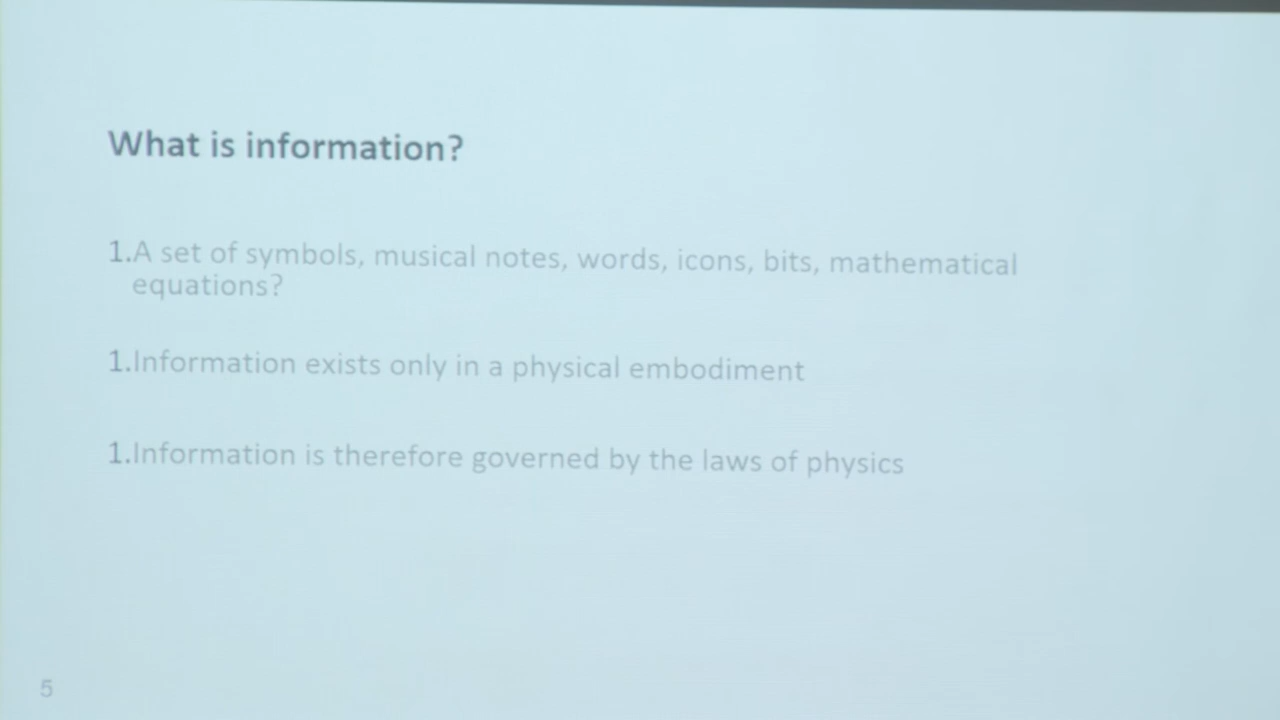 What is information?
1.A set of symbols, musical notes, words, icons, bits, mathematical
equations?
1.Information exists only in a physical embodiment
1.Information is therefore governed by the laws of physics
5